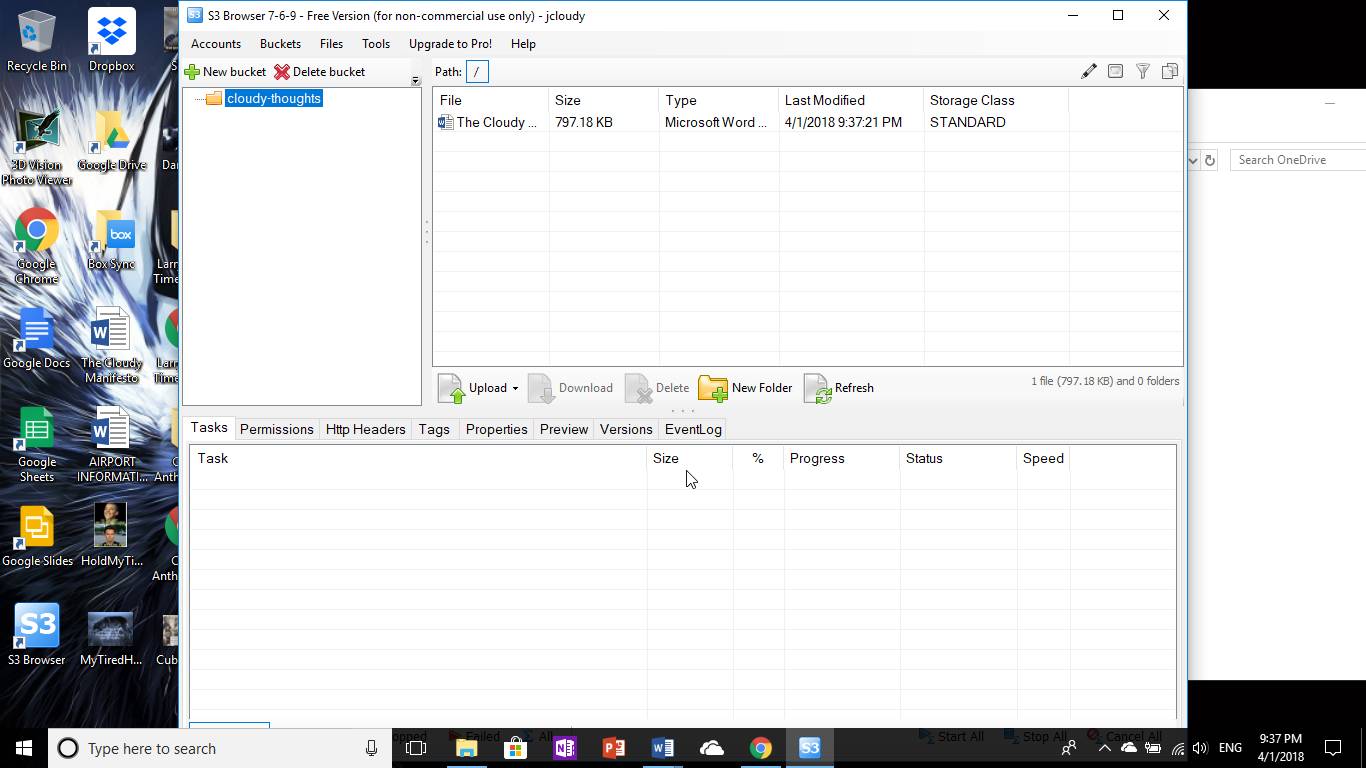 S3 Browser 7-6-9 - Free Version (for non-commercial use only) - jcloudy
Accounts Buckets Files Tools Upgrade to Pro! Help
New bucket Delete bucket
Path: /
cloudy-thoughts
File Size Type Last Modified Storage Class
The Cloudy ... 797.18 KB Microsoft Word ... 4/1/2018 9:37:21 PM STANDARD
Upload Download Delete New Folder Refresh
1 file (797.18 KB) and 0 folders
Tasks Permissions Http Headers Tags Properties Preview Versions EventLog
Task Size % Progress Status Speed
Failed All Start All Stop All Cancel All
Search OneDrive
Recycle Bin
Dropbox
3D Vision
Photo Viewer
Google Drive
Google
Chrome
box
Box Sync
Google Docs
The Cloudy
Manifesto
Google
Sheets
AIRPORT
INFORMATI...
Google Slides
HoldMyTi...
S3
S3 Browser
MyTiredH...
Type here to search
S3
ENG
9:37 PM
4/1/2018